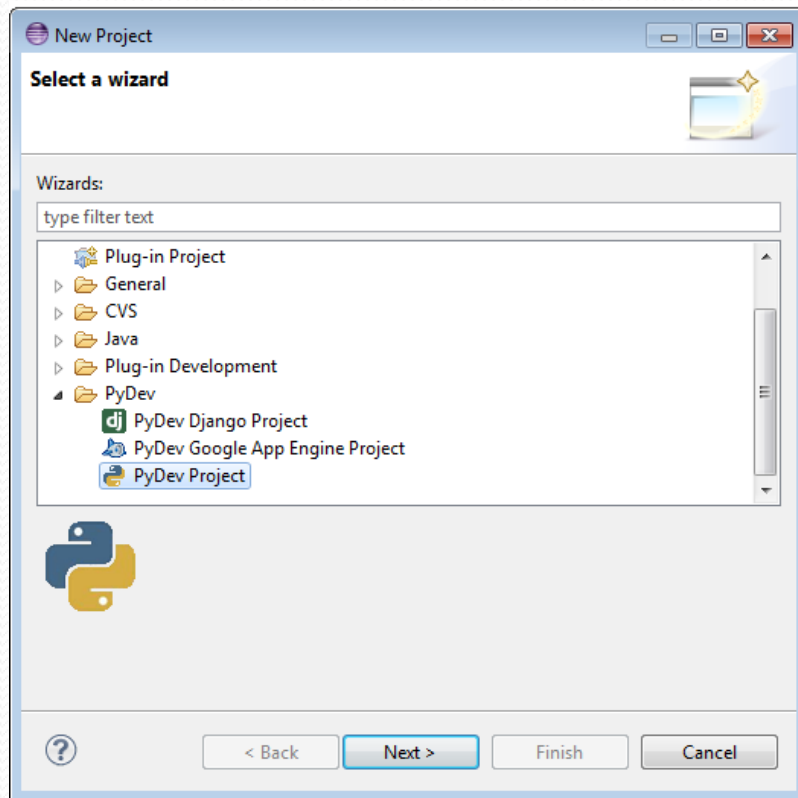 New Project
Select a wizard
Wizards:
type filter text
Plug-in Project
General
CVS
Java
Plug-in Development
PyDev
dj PyDev Django Project
PyDev Google App Engine Project
PyDev Project
? < Back Next > Finish Cancel